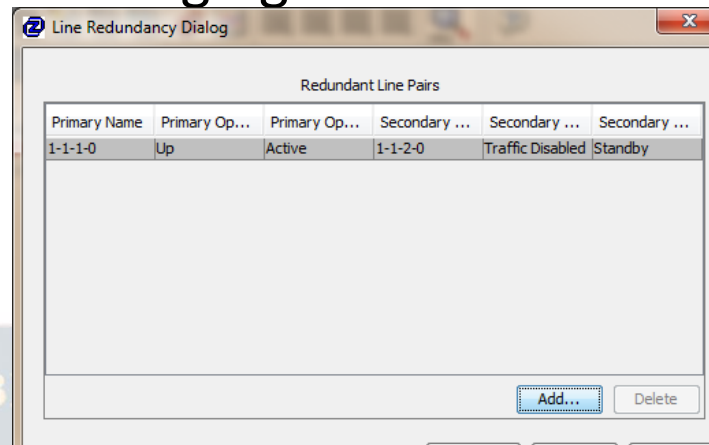 Line Redundancy Dialog
Redundant Line Pairs
Primary Name Primary Op... Primary Op... Secondary ... Secondary ... Secondary ...
1-1-1-0 Up Active 1-1-2-0 Traffic Disabled Standby
Add... Delete